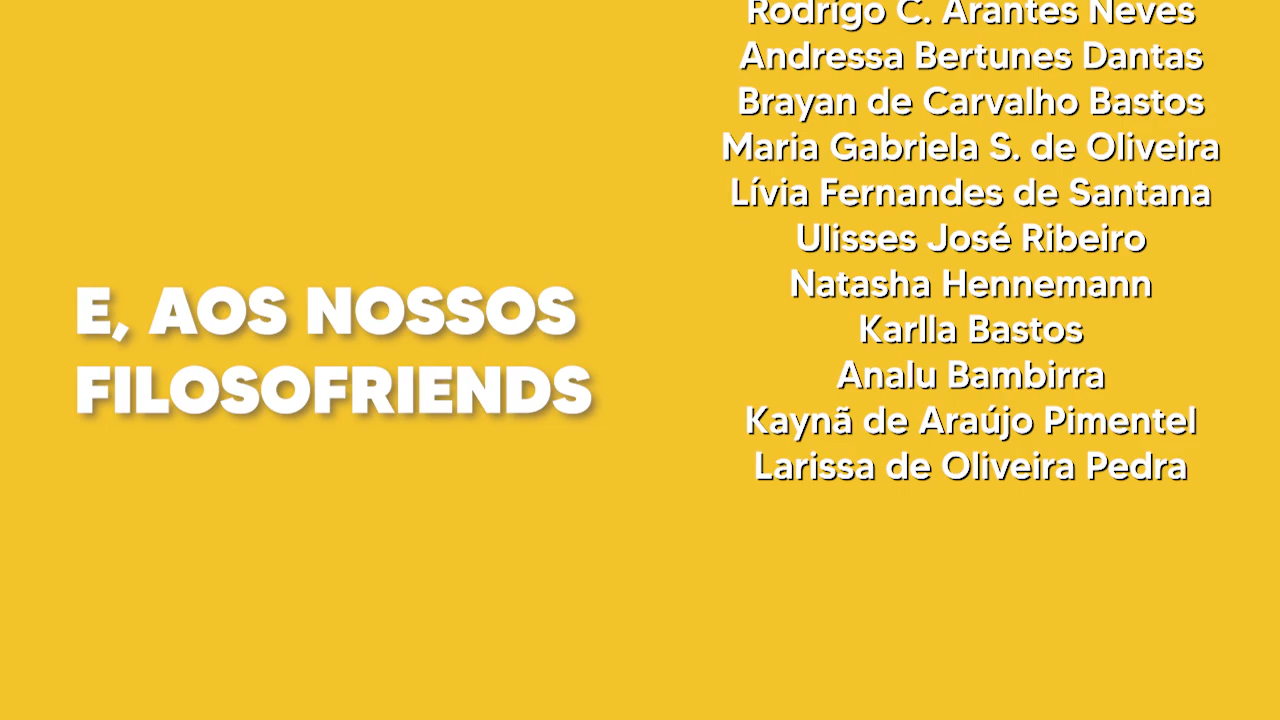 E, AOS NOSSOS
FILOSOFRIENDS
Rodrigo C. Arantes Neves
Andressa Bertunes Dantas
Brayan de Carvalho Bastos
Maria Gabriela S. de Oliveira
Lívia Fernandes de Santana
Ulisses José Ribeiro
Natasha Hennemann
Karlla Bastos
Analu Bambirra
Kaynã de Araújo Pimentel
Larissa de Oliveira Pedra